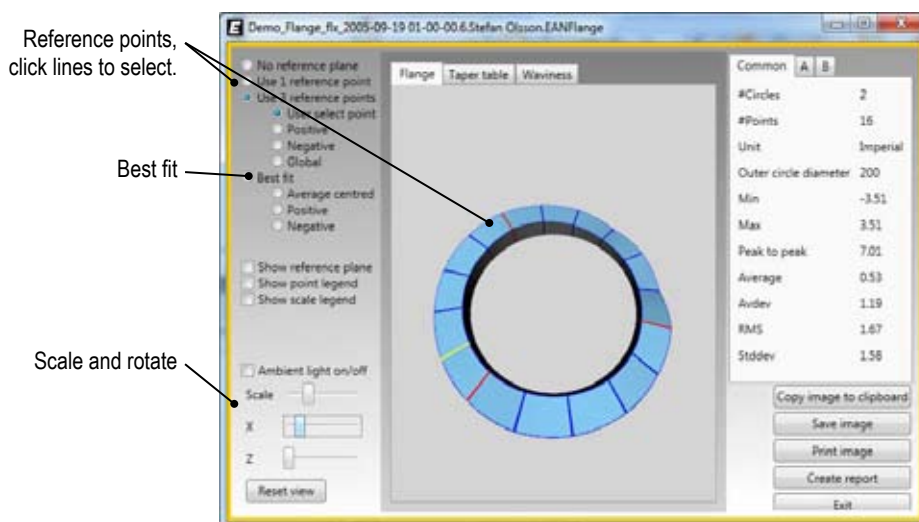 Demo_Flange_flx_2005-09-19 01-00-00.6.Stefan Olsson.EANFlange
Reference points,
click lines to select.
Best fit
Scale and rotate
No reference plane
Use 1 reference point
Use 3 reference points
User select point
Positive
Negative
Global
Best fit
Average centred
Positive
Negative
Show reference plane
Show point legend
Show scale legend
Ambient light on/off
Scale
X
Z
Reset view
Flange Taper table Waviness
Common A B
#Circles 2
#Points 16
Unit Imperial
Outer circle diameter 200
Min -3.51
Max 3.51
Peak to peak 7.01
Average 0.53
Avdev 1.19
RMS 1.67
Stddev 1.58
Copy image to clipboard
Save image
Print image
Create report
Exit